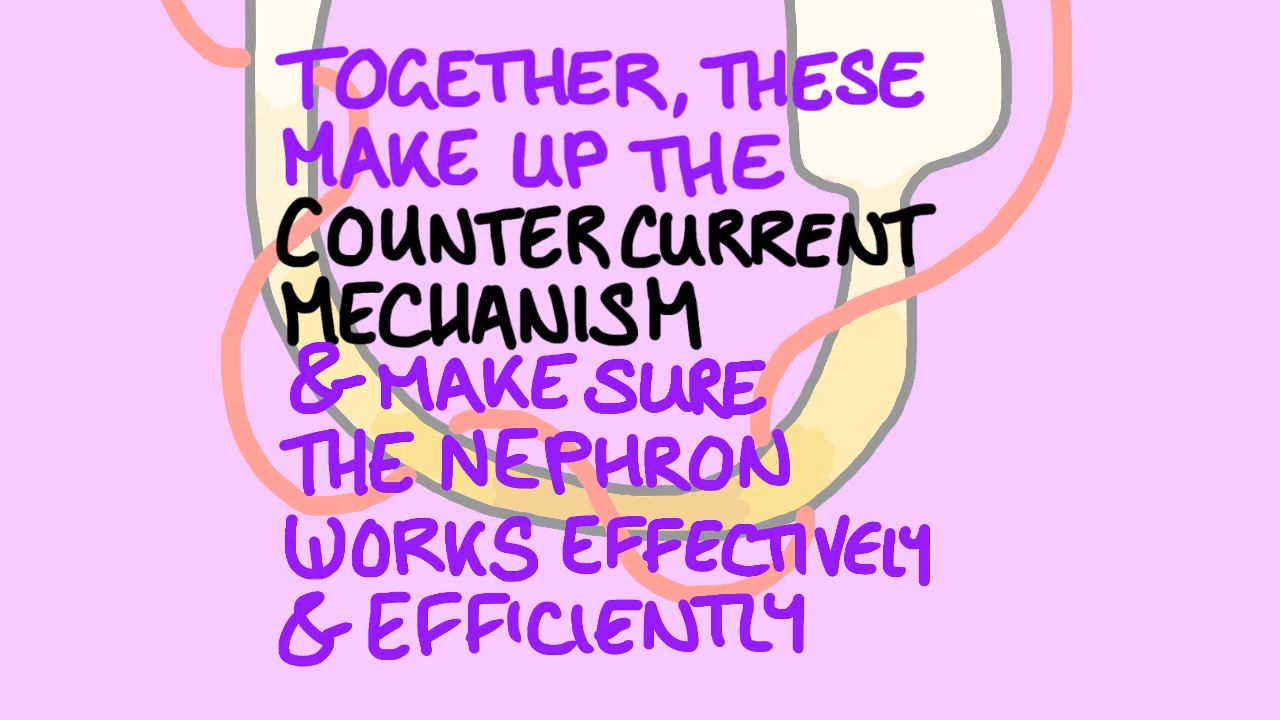 TOGETHER, THESE
MAKE UP THE
COUNTERCURRENT
MECHANISM
& MAKE SURE
THE NEPHRON
WORKS EFFECTIVELY
& EFFICIENTLY